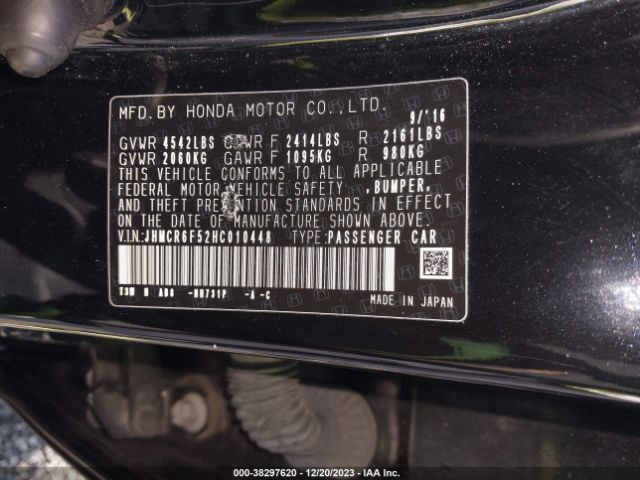 MFD.BY HONDA MOTOR CO.,LTD. 9/'16
GVWR 4542LBS GAWR F 2414LBS R 2161LBS
GVWR 2060KG GAWR F 1095KG R 980KG
THIS VEHICLE CONFORMS TO ALL APPLICABLE
FEDERAL MOTOR VEHICLE SAFETY ,BUMPER,
AND THEFT PREVENTION STANDARDS IN EFFECT
ON THE DATE OF MANUFACTURE SHOWN ABOVE
V.I.N:JHMCR6F52HC010448 TYPE:PASSENGER CAR
-NH731P -A -C
MADE IN JAPAN
000-38297620 - 12/20/2023 - IAA Inc.